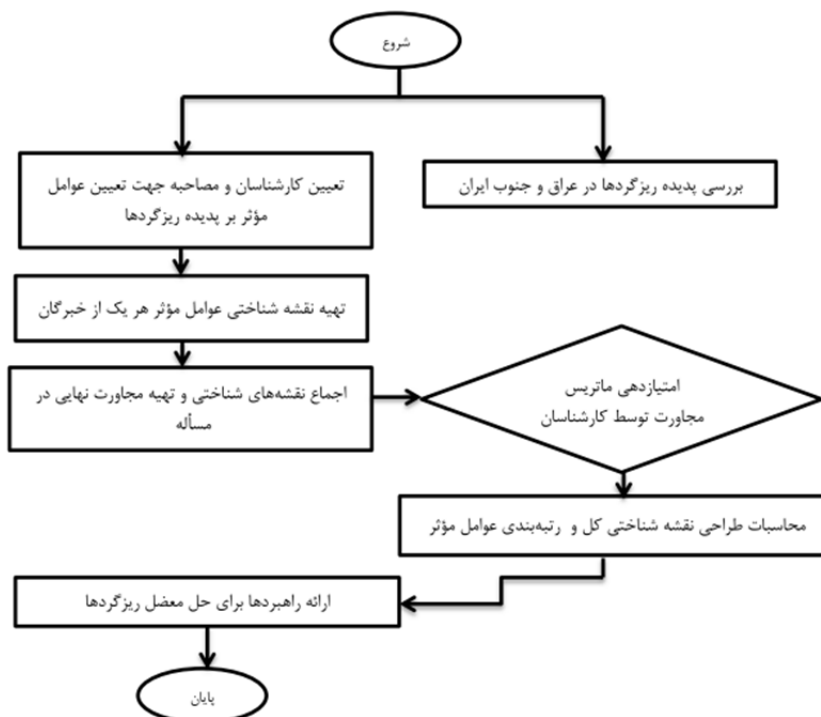 شروع
بررسی پدیده ریزگردها در عراق و جنوب ایران
تعیین کارشناسان و مصاحبه جهت تعیین عوامل
مؤثر بر پدیده ریزگردها
تهیه نقشه شناختی عوامل مؤثر هر یک از خبرگان
اجماع نقشه‌های شناختی و تهیه مجاورت نهایی در
مسأله
امتیازدهی ماتریس
مجاورت توسط کارشناسان
محاسبات طراحی نقشه شناختی کل و رتبه‌بندی عوامل مؤثر
ارائه راهبردها برای حل معضل ریزگردها
پایان